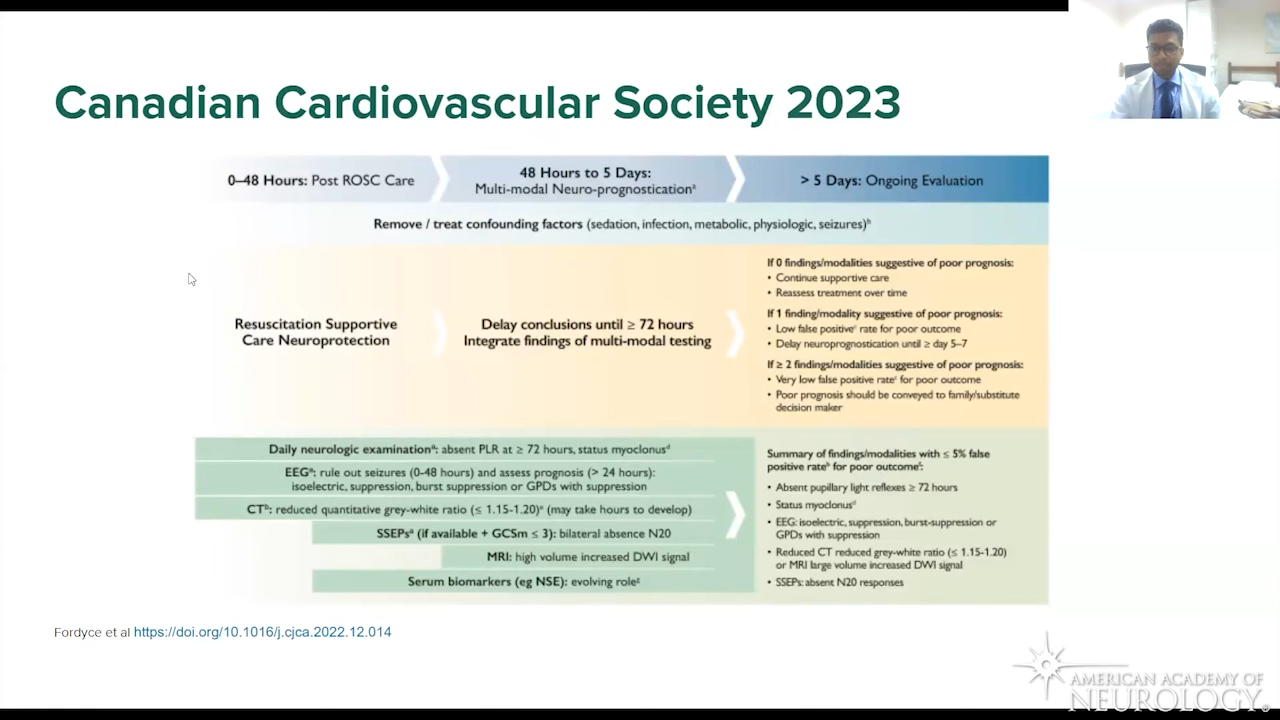 Canadian Cardiovascular Society 2023
0–48 Hours: Post ROSC Care
48 Hours to 5 Days:
Multi-modal Neuro-prognosticationᵃ
> 5 Days: Ongoing Evaluation
Remove / treat confounding factors (sedation, infection, metabolic, physiologic, seizures)ᵇ
Resuscitation Supportive
Care Neuroprotection
Delay conclusions until ≥ 72 hours
Integrate findings of multi-modal testing
If 0 findings/modalities suggestive of poor prognosis:
• Continue supportive care
• Reassess treatment over time
If 1 finding/modality suggestive of poor prognosis:
• Low false positiveᶜ rate for poor outcome
• Delay neuroprognostication until ≥ day 5–7
If ≥ 2 findings/modalities suggestive of poor prognosis:
• Very low false positive rateᶜ for poor outcome
• Poor prognosis should be conveyed to family/substitute
decision maker
Daily neurologic examinationᵃ: absent PLR at ≥ 72 hours, status myoclonusᵈ
EEGᵃ: rule out seizures (0-48 hours) and assess prognosis (> 24 hours):
isoelectric, suppression, burst suppression or GPDs with suppression
CTᵇ: reduced quantitative grey-white ratio (≤ 1.15-1.20)ᵉ (may take hours to develop)
SSEPsᵃ (if available + GCSm ≤ 3): bilateral absence N20
MRI: high volume increased DWI signal
Serum biomarkers (eg NSE): evolving roleᵍ
Summary of findings/modalities with ≤ 5% false
positive rateᵇ for poor outcomeᶠ:
• Absent pupillary light reflexes ≥ 72 hours
• Status myoclonusᵈ
• EEG: isoelectric, suppression, burst-suppression or
GPDs with suppression
• Reduced CT reduced grey-white ratio (≤ 1.15-1.20)
or MRI large volume increased DWI signal
• SSEPs: absent N20 responses
Fordyce et al https://doi.org/10.1016/j.cjca.2022.12.014
AMERICAN ACADEMY OF
NEUROLOGY®